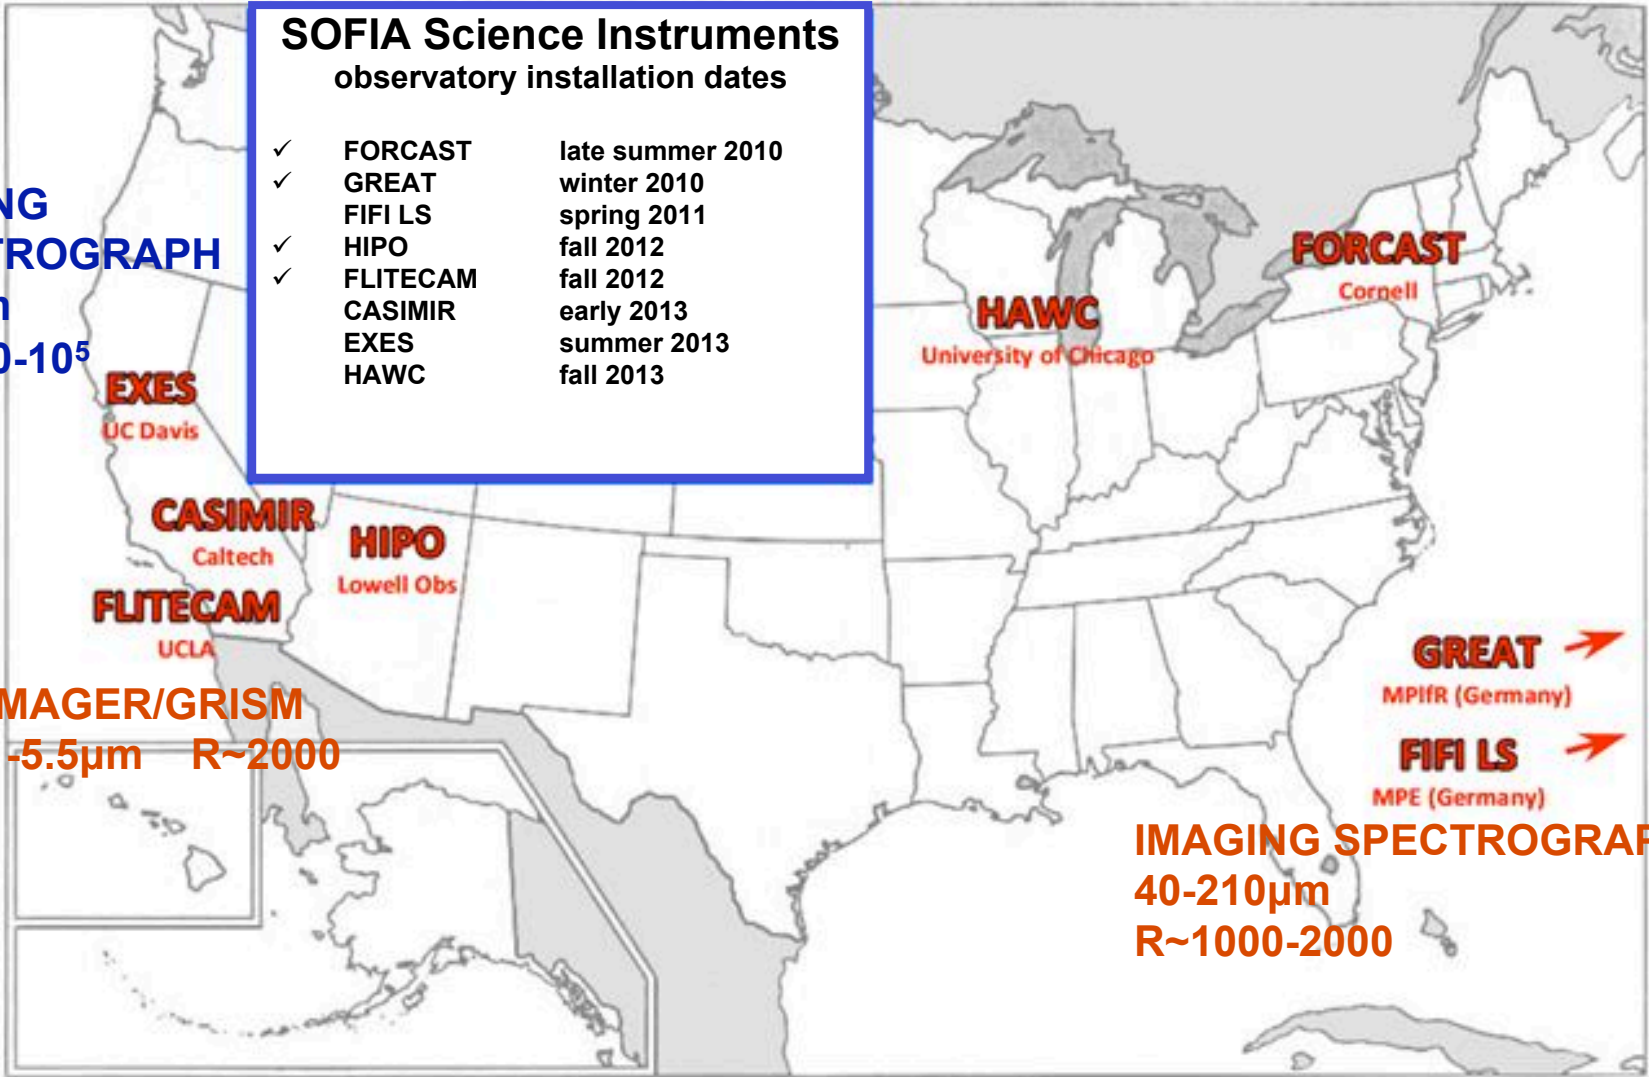 SOFIA Science Instruments
observatory installation dates
✓ FORCAST late summer 2010
✓ GREAT winter 2010
FIFI LS spring 2011
✓ HIPO fall 2012
✓ FLITECAM fall 2012
CASIMIR early 2013
EXES summer 2013
HAWC fall 2013
NG
TROGRAPH
0-10⁵
EXES
UC Davis
CASIMIR
Caltech
HIPO
Lowell Obs
FLITECAM
UCLA
MAGER/GRISM
-5.5µm R~2000
HAWC
University of Chicago
FORCAST
Cornell
GREAT
MPIfR (Germany)
FIFI LS
MPE (Germany)
IMAGING SPECTROGRAP
40-210µm
R~1000-2000